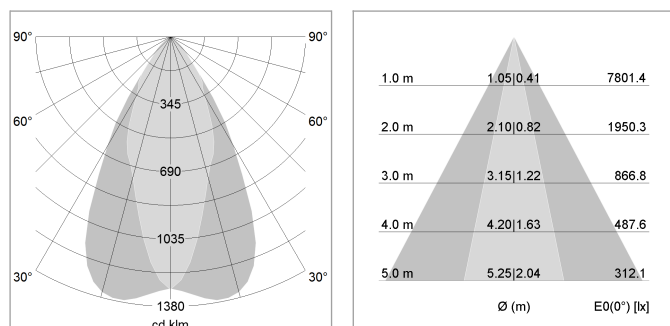 90° 90°
345
60° 60°
690
1035
30° 30°
1380
cd klm
1.0 m 1.05|0.41 7801.4
2.0 m 2.10|0.82 1950.3
3.0 m 3.15|1.22 866.8
4.0 m 4.20|1.63 487.6
5.0 m 5.25|2.04 312.1
Ø (m) E0(0°) [lx]